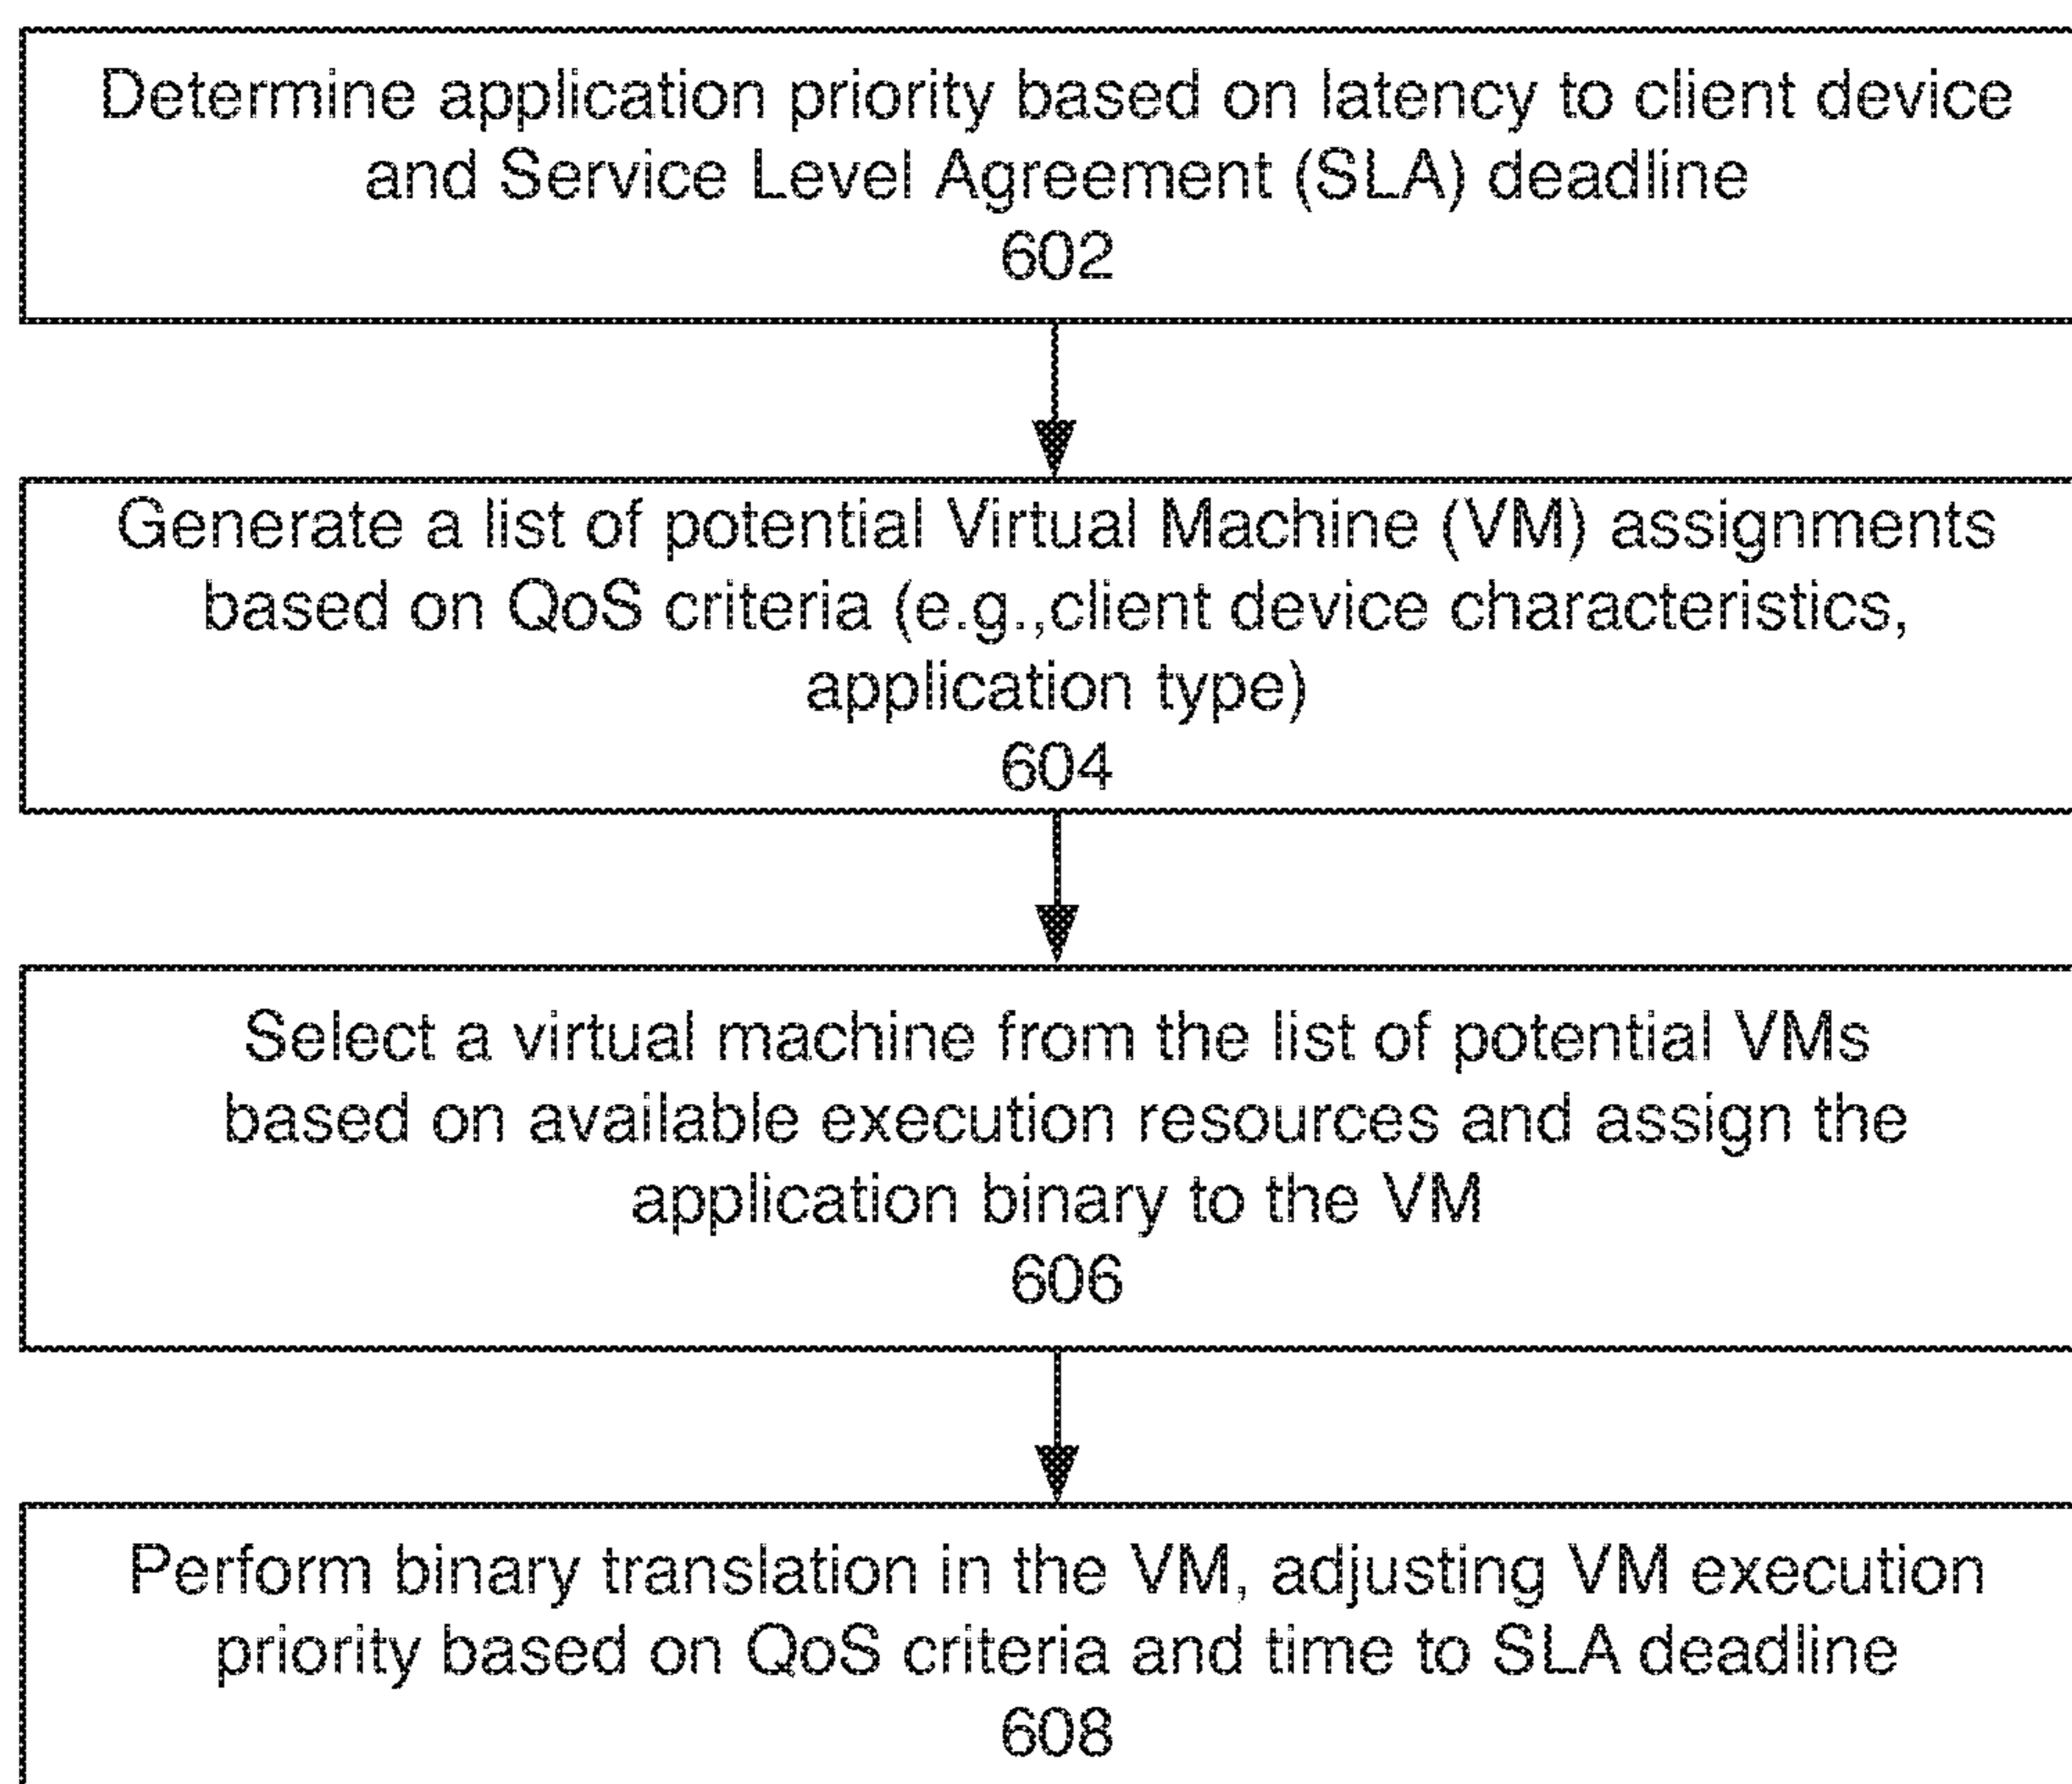 Determine application priority based on latency to client device
and Service Level Agreement (SLA) deadline
602
Generate a list of potential Virtual Machine (VM) assignments
based on QoS criteria (e.g.,client device characteristics,
application type)
604
Select a virtual machine from the list of potential VMs
based on available execution resources and assign the
application binary to the VM
606
Perform binary translation in the VM, adjusting VM execution
priority based on QoS criteria and time to SLA deadline
608